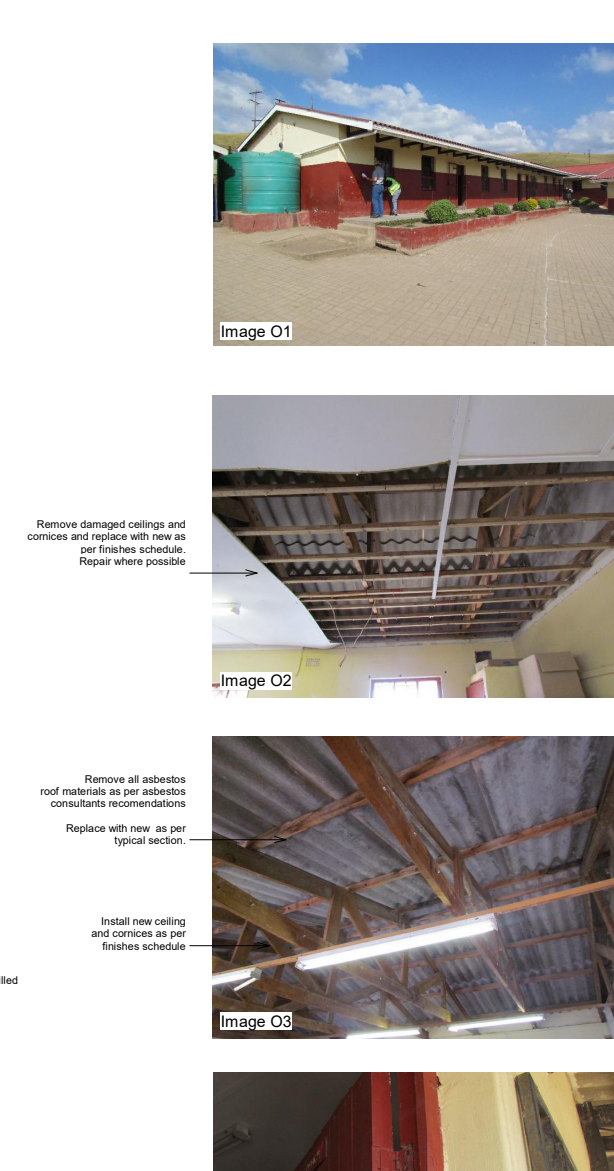 Image O1
Remove damaged ceilings and
cornices and replace with new as
per finishes schedule.
Repair where possible
Image O2
Remove all asbestos
roof materials as per asbestos
consultants recomendations
Replace with new as per
typical section.
Install new ceiling
and cornices as per
finishes schedule
Image O3